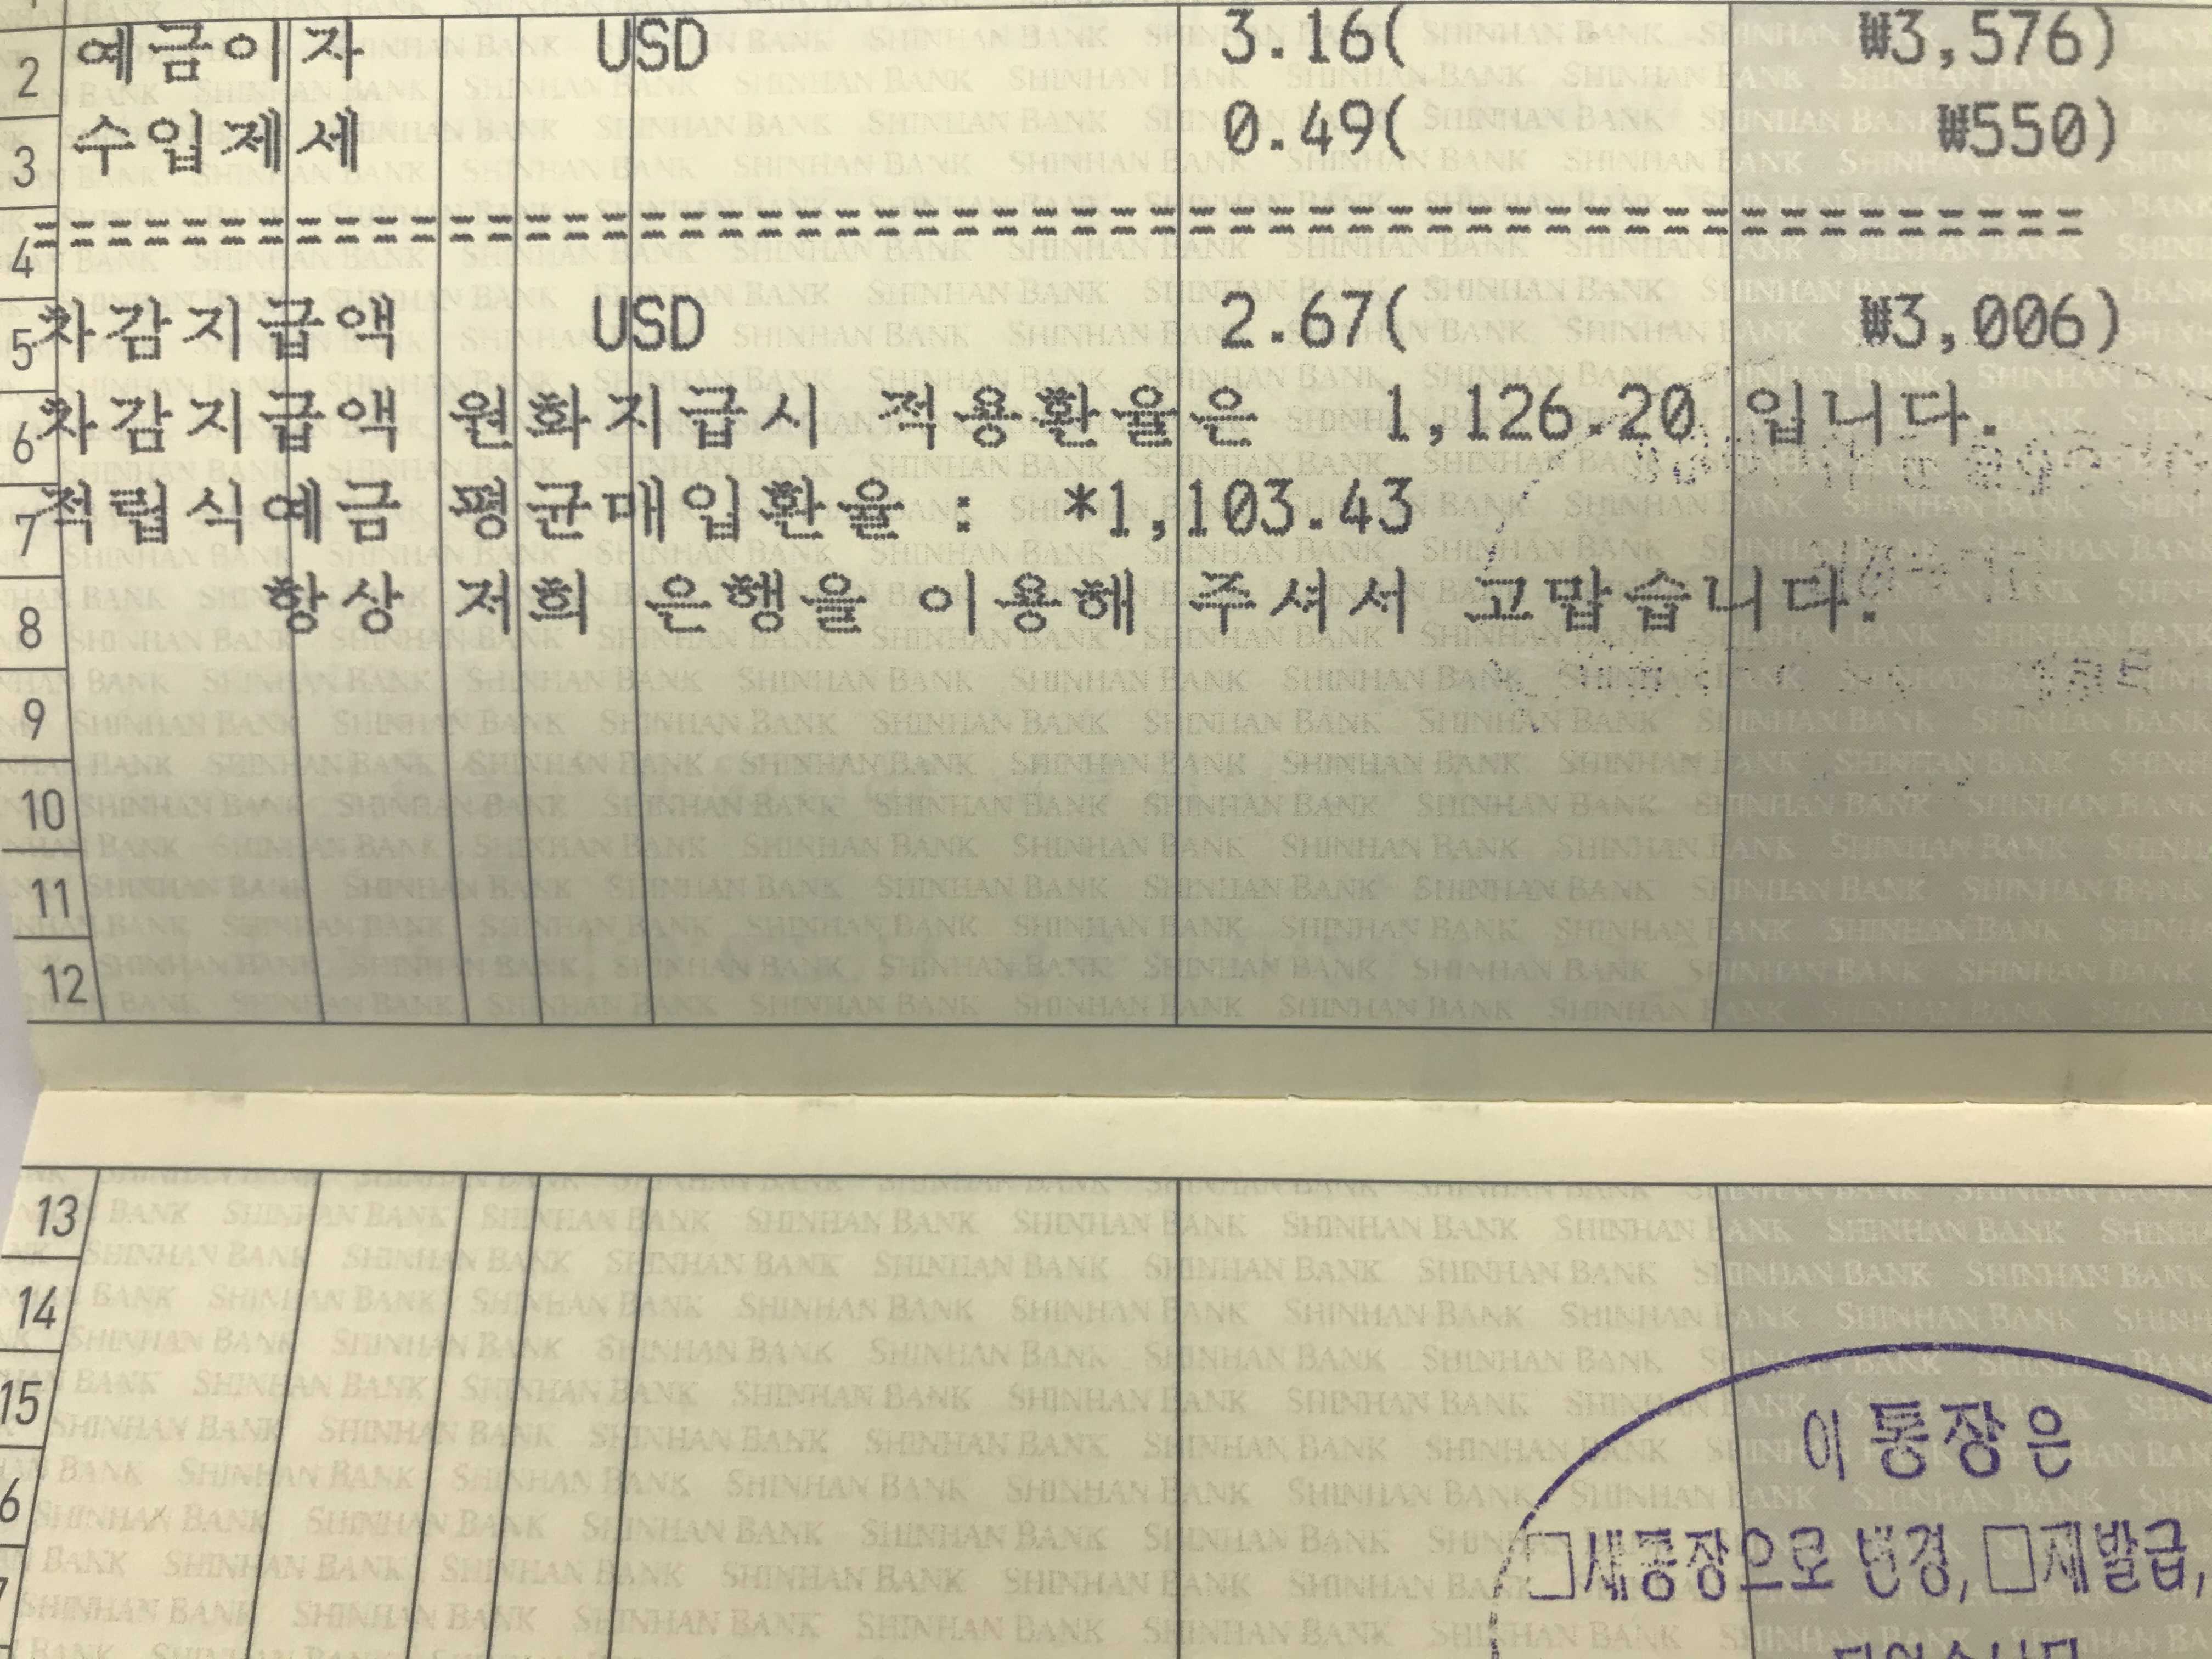 2 예금이자 USD 3.16( ₩3,576)
3 수입제세 0.49( ₩550)
4 ========================================================
5 차감지급액 USD 2.67( ₩3,006)
6 차감지급액 원화지급시 적용환율은 1,126.20 입니다.
7 적립식예금 평균매입환율 : *1,103.43
8 항상 저희 은행을 이용해 주셔서 고맙습니다.
9
10
11
12
13
14
15
이 통장은
□새통장으로 변경, □재발급,
SHINHAN BANK